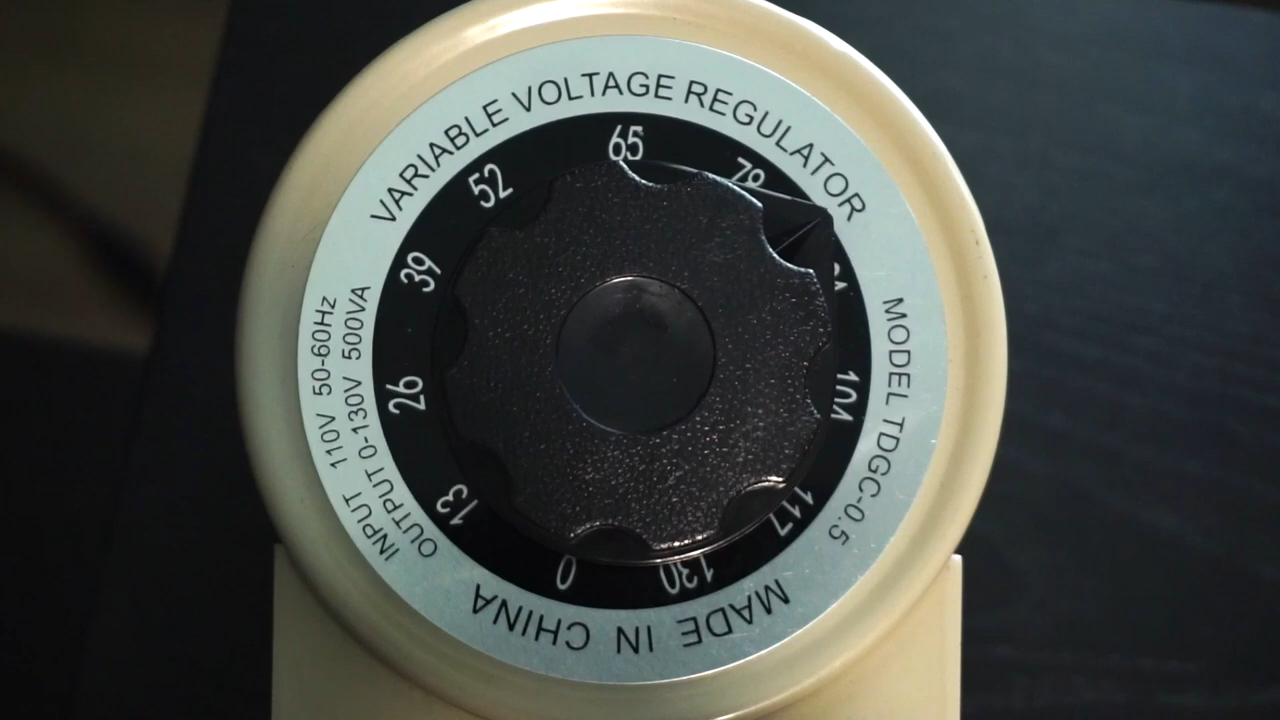 VARIABLE VOLTAGE REGULATOR
INPUT 110V 50-60Hz
OUTPUT 0-130V 500VA
MODEL TDGC-0.5
MADE IN CHINA
0
13
26
39
52
65
78
104
117
130